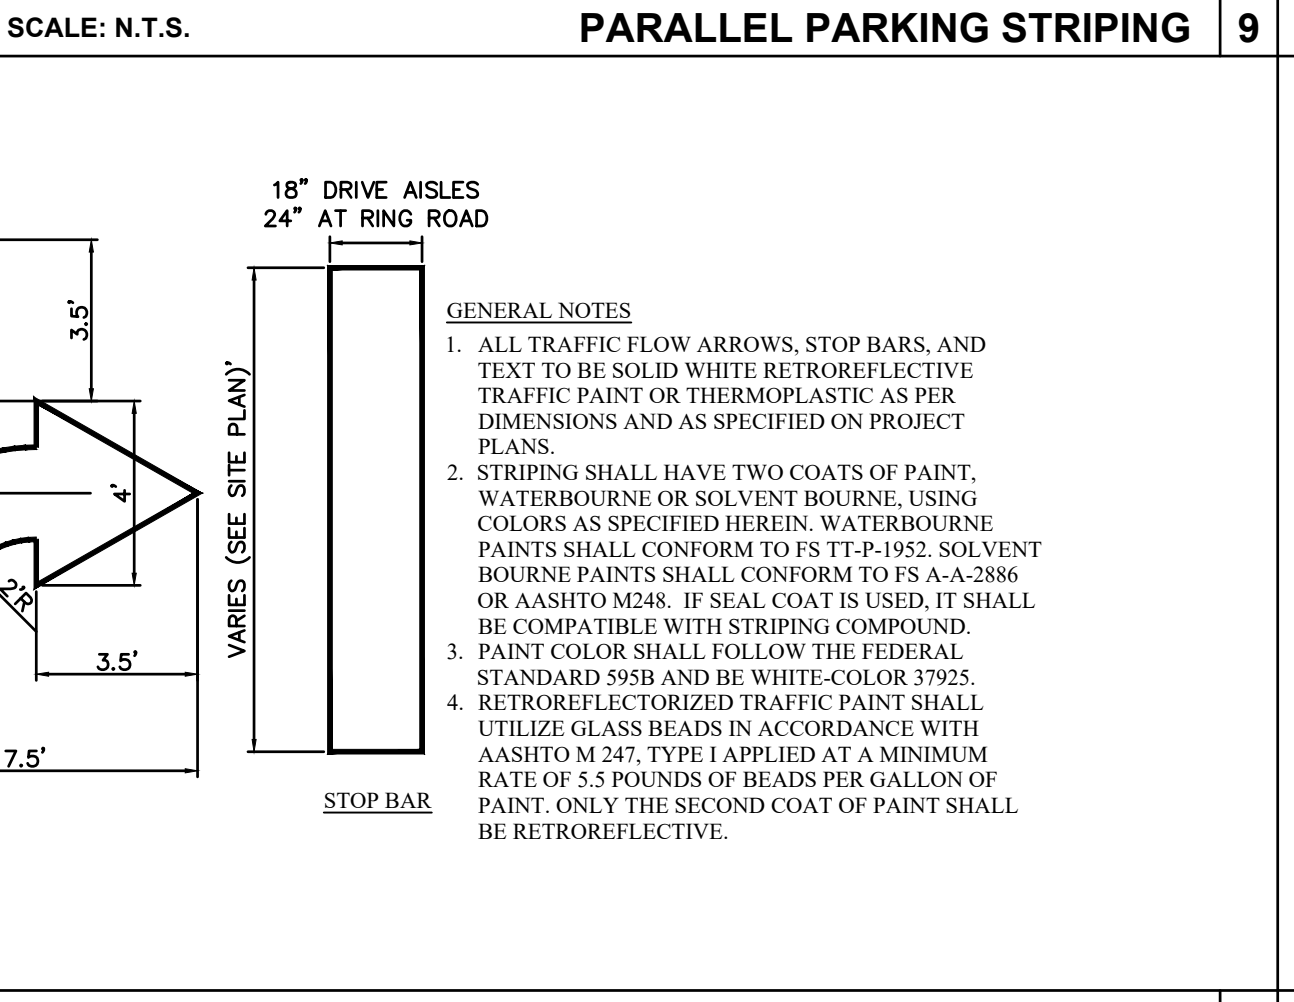 SCALE: N.T.S.
PARALLEL PARKING STRIPING
9
18" DRIVE AISLES
24" AT RING ROAD
3.5'
4'
2'R
3.5'
7.5'
VARIES (SEE SITE PLAN)'
STOP BAR
GENERAL NOTES
1. ALL TRAFFIC FLOW ARROWS, STOP BARS, AND
TEXT TO BE SOLID WHITE RETROREFLECTIVE
TRAFFIC PAINT OR THERMOPLASTIC AS PER
DIMENSIONS AND AS SPECIFIED ON PROJECT
PLANS.
2. STRIPING SHALL HAVE TWO COATS OF PAINT,
WATERBOURNE OR SOLVENT BOURNE, USING
COLORS AS SPECIFIED HEREIN. WATERBOURNE
PAINTS SHALL CONFORM TO FS TT-P-1952. SOLVENT
BOURNE PAINTS SHALL CONFORM TO FS A-A-2886
OR AASHTO M248. IF SEAL COAT IS USED, IT SHALL
BE COMPATIBLE WITH STRIPING COMPOUND.
3. PAINT COLOR SHALL FOLLOW THE FEDERAL
STANDARD 595B AND BE WHITE-COLOR 37925.
4. RETROREFLECTORIZED TRAFFIC PAINT SHALL
UTILIZE GLASS BEADS IN ACCORDANCE WITH
AASHTO M 247, TYPE I APPLIED AT A MINIMUM
RATE OF 5.5 POUNDS OF BEADS PER GALLON OF
PAINT. ONLY THE SECOND COAT OF PAINT SHALL
BE RETROREFLECTIVE.